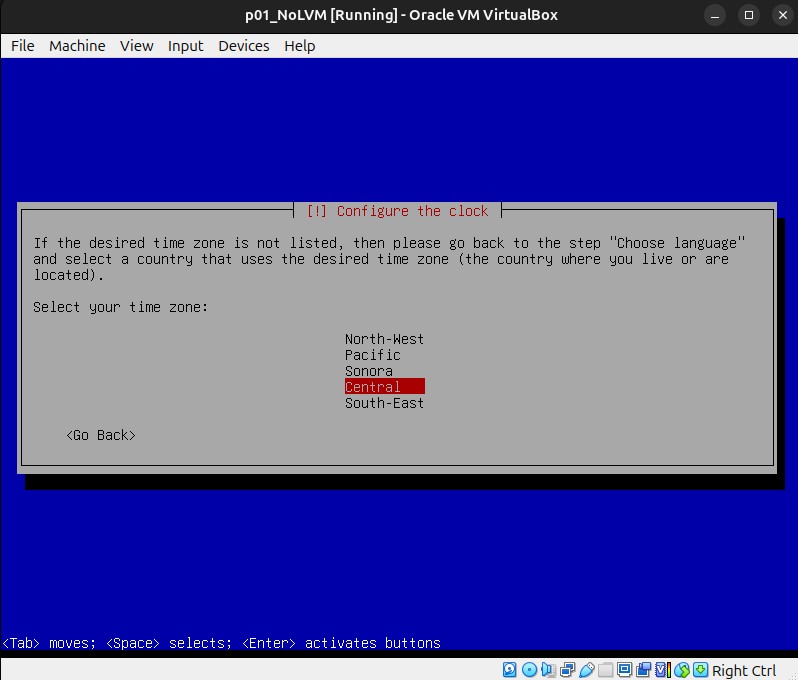 p01_NoLVM [Running] - Oracle VM VirtualBox
File Machine View Input Devices Help
[!] Configure the clock
If the desired time zone is not listed, then please go back to the step "Choose language"
and select a country that uses the desired time zone (the country where you live or are
located).
Select your time zone:
North-West
Pacific
Sonora
Central
South-East
<Go Back>
<Tab> moves; <Space> selects; <Enter> activates buttons
Right Ctrl